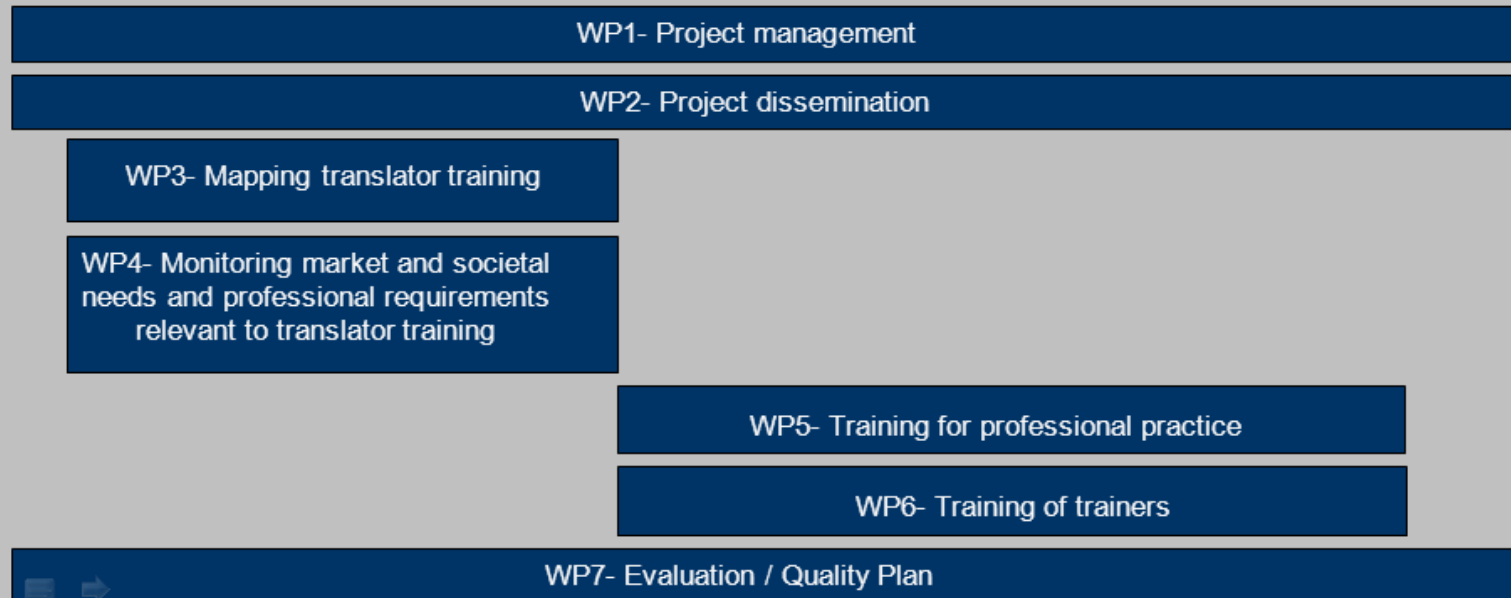 WP1- Project management
WP2- Project dissemination
WP3- Mapping translator training
WP4- Monitoring market and societal
needs and professional requirements
relevant to translator training
WP5- Training for professional practice
WP6- Training of trainers
WP7- Evaluation / Quality Plan